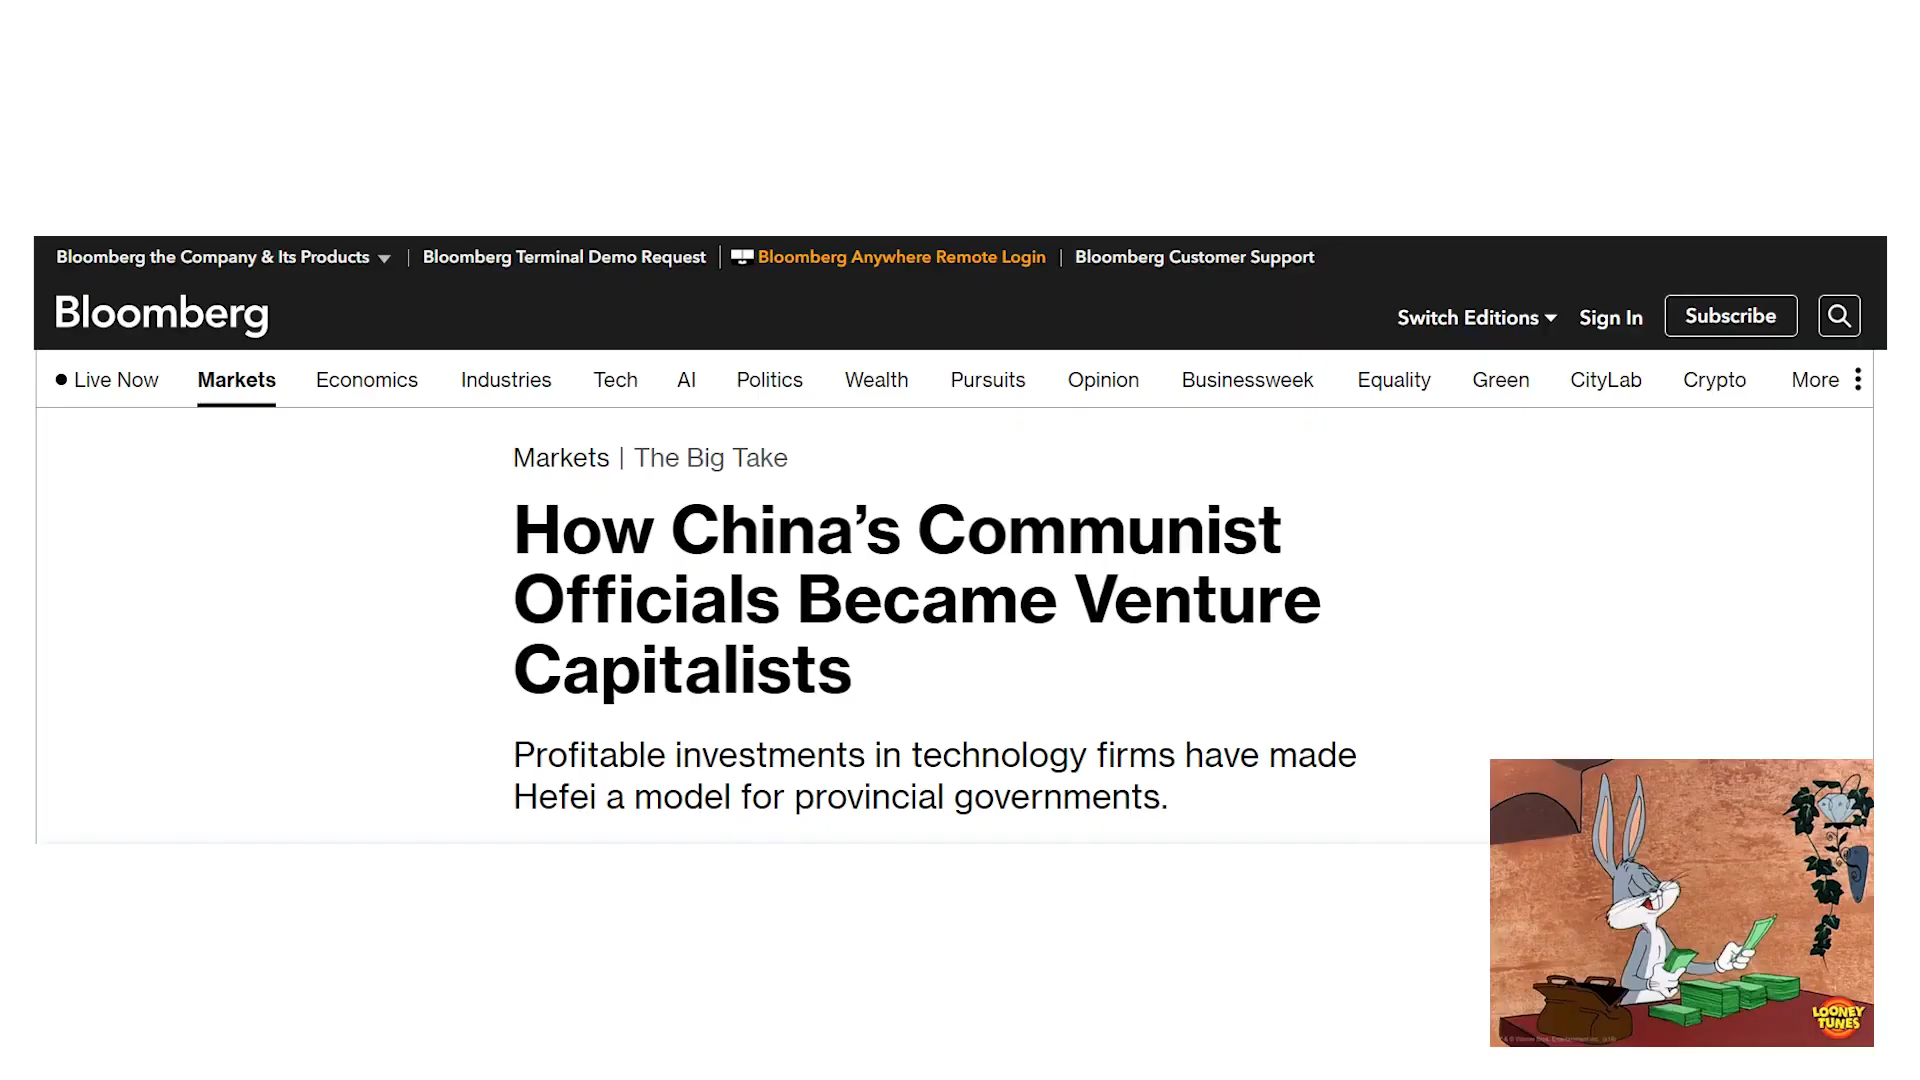 Bloomberg the Company & Its Products
Bloomberg Terminal Demo Request
Bloomberg Anywhere Remote Login
Bloomberg Customer Support
Bloomberg
Switch Editions
Sign In
Subscribe
Live Now
Markets
Economics
Industries
Tech
AI
Politics
Wealth
Pursuits
Opinion
Businessweek
Equality
Green
CityLab
Crypto
More
Markets | The Big Take
How China’s Communist
Officials Became Venture
Capitalists
Profitable investments in technology firms have made
Hefei a model for provincial governments.
LOONEY
TUNES